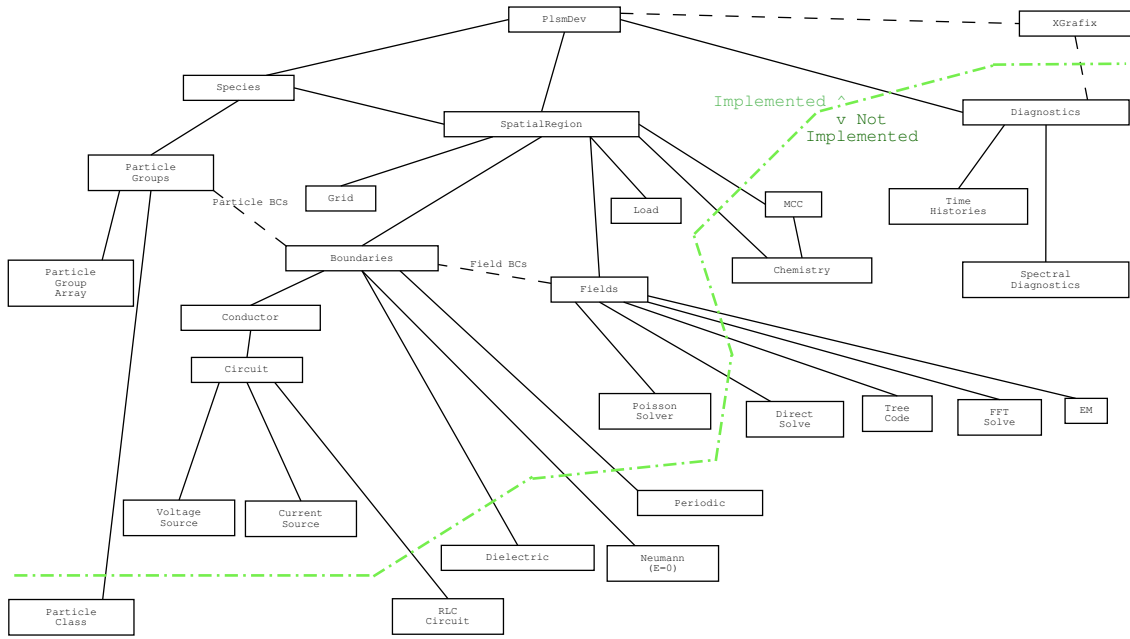 PlsmDev
XGrafix
Species
Implemented ^
v Not
Implemented
Diagnostics
SpatialRegion
Particle
Groups
Grid
Particle BCs
Load
MCC
Time
Histories
Boundaries
Field BCs
Chemistry
Particle
Group
Array
Fields
Spectral
Diagnostics
Conductor
Circuit
Poisson
Solver
Direct
Solve
Tree
Code
FFT
Solve
EM
Voltage
Source
Current
Source
Periodic
Dielectric
Neumann
(E=0)
Particle
Class
RLC
Circuit